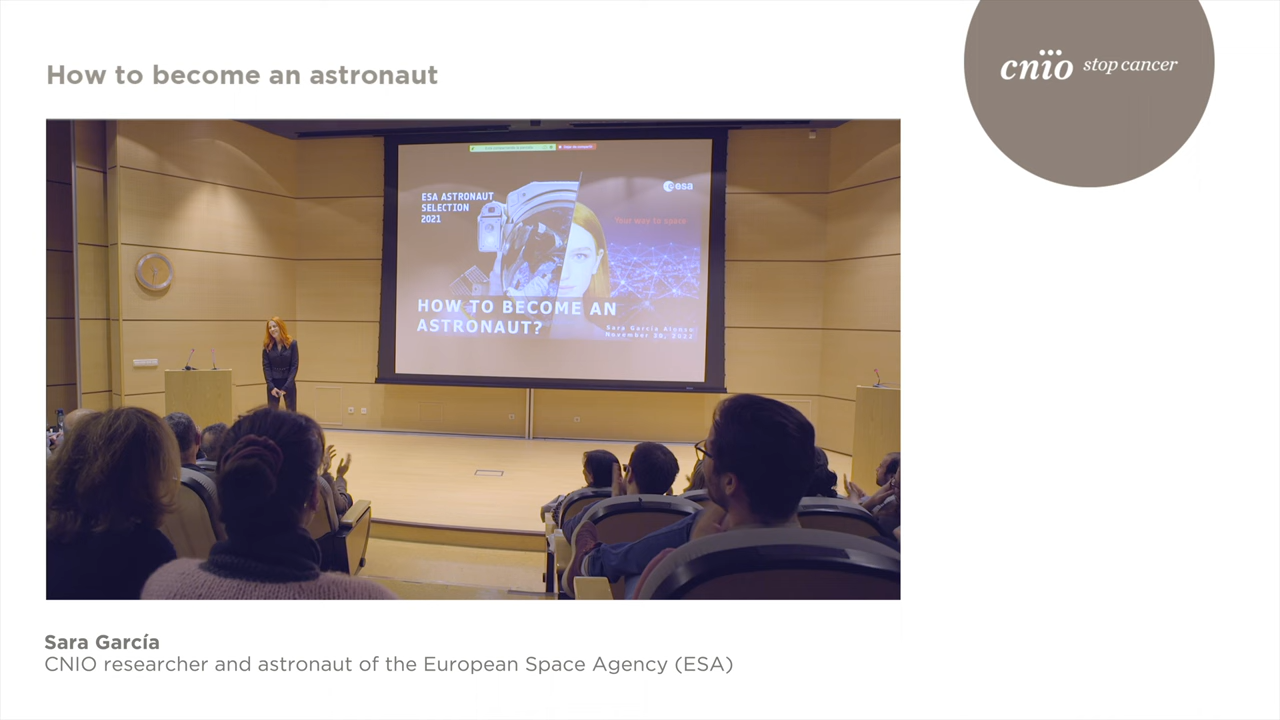 How to become an astronaut
cnio stop cancer
esa
ESA ASTRONAUT
SELECTION
2021
Your way to space
HOW TO BECOME AN
ASTRONAUT?
Sara García Alonso
Sara García
CNIO researcher and astronaut of the European Space Agency (ESA)